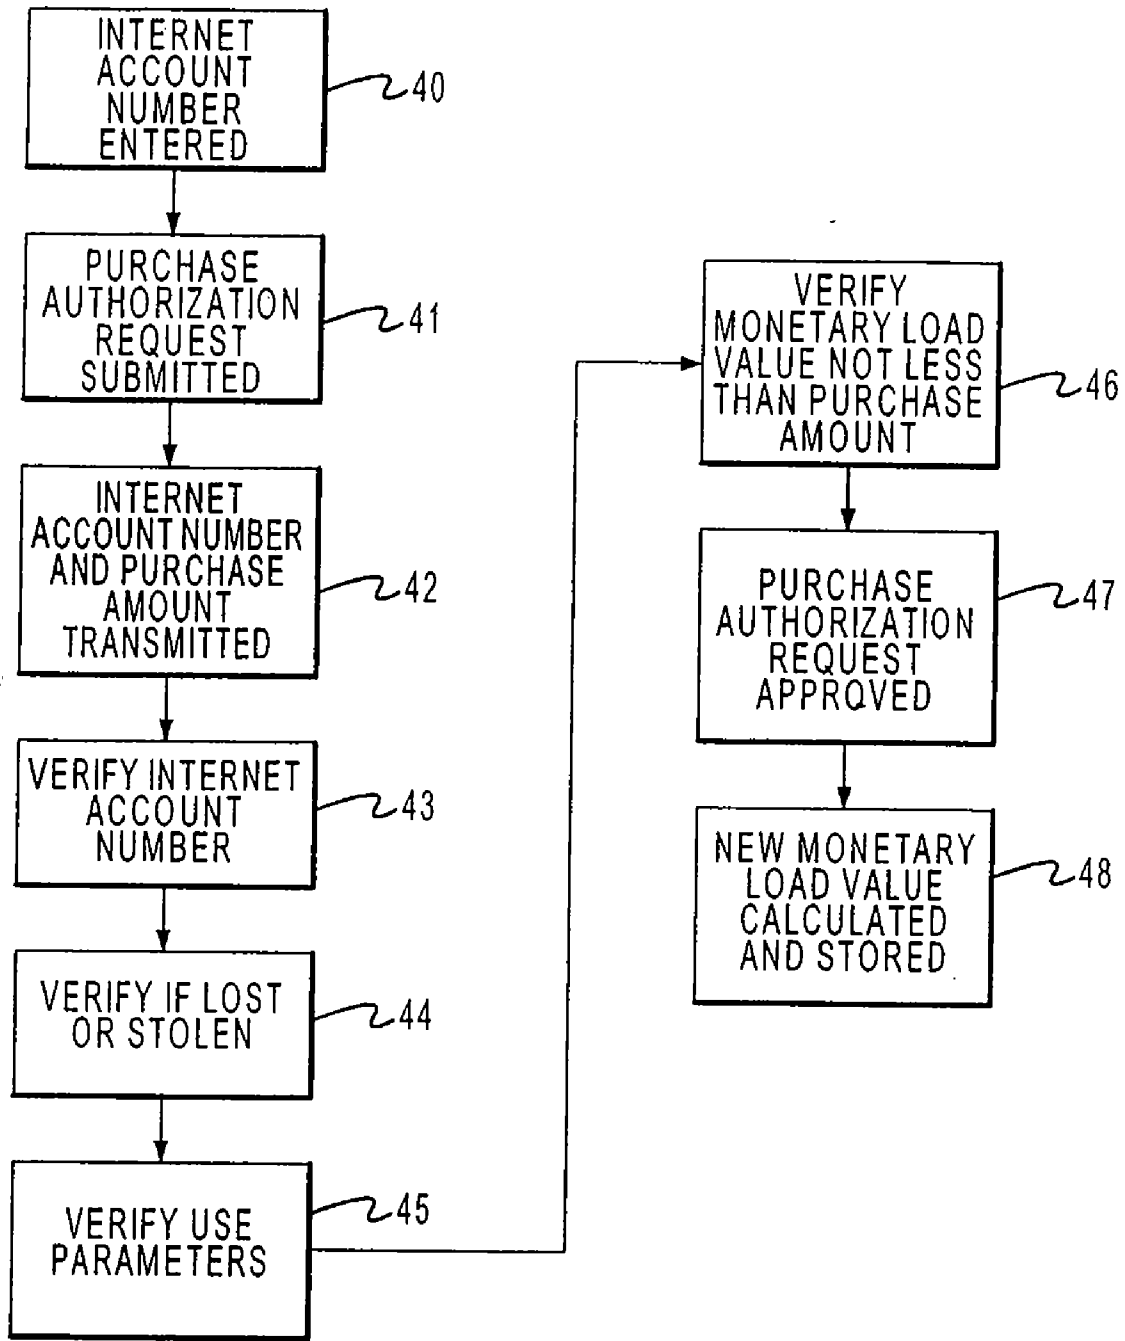 INTERNET
ACCOUNT
NUMBER
ENTERED
40
PURCHASE
AUTHORIZATION
REQUEST
SUBMITTED
41
INTERNET
ACCOUNT NUMBER
AND PURCHASE
AMOUNT
TRANSMITTED
42
VERIFY INTERNET
ACCOUNT
NUMBER
43
VERIFY IF LOST
OR STOLEN
44
VERIFY USE
PARAMETERS
45
VERIFY
MONETARY LOAD
VALUE NOT LESS
THAN PURCHASE
AMOUNT
46
PURCHASE
AUTHORIZATION
REQUEST
APPROVED
47
NEW MONETARY
LOAD VALUE
CALCULATED
AND STORED
48